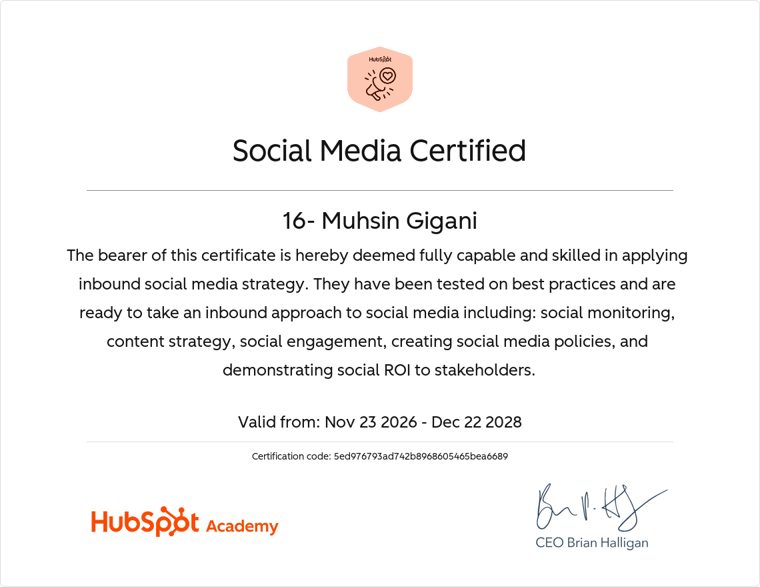 HubSpot
Social Media Certified
16- Muhsin Gigani
The bearer of this certificate is hereby deemed fully capable and skilled in applying
inbound social media strategy. They have been tested on best practices and are
ready to take an inbound approach to social media including: social monitoring,
content strategy, social engagement, creating social media policies, and
demonstrating social ROI to stakeholders.
Valid from: Nov 23 2026 - Dec 22 2028
Certification code: 5ed976793ad742b8968605465bea6689
HubSpot Academy
CEO Brian Halligan